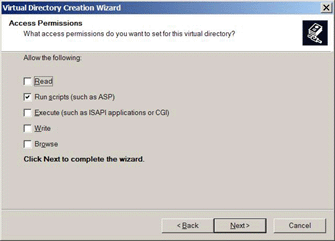 Virtual Directory Creation Wizard
Access Permissions
What access permissions do you want to set for this virtual directory?
Allow the following:
Read
Run scripts (such as ASP)
Execute (such as ISAPI applications or CGI)
Write
Browse
Click Next to complete the wizard.
< Back
Next >
Cancel